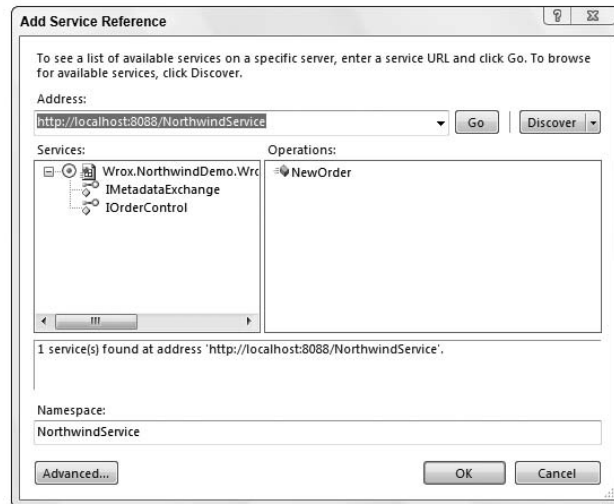 Add Service Reference
To see a list of available services on a specific server, enter a service URL and click Go. To browse
for available services, click Discover.
Address:
http://localhost:8088/NorthwindService
Go
Discover
Services:
Operations:
Wrox.NorthwindDemo.Wro
IMetadataExchange
IOrderControl
NewOrder
1 service(s) found at address 'http://localhost:8088/NorthwindService'.
Namespace:
NorthwindService
Advanced...
OK
Cancel